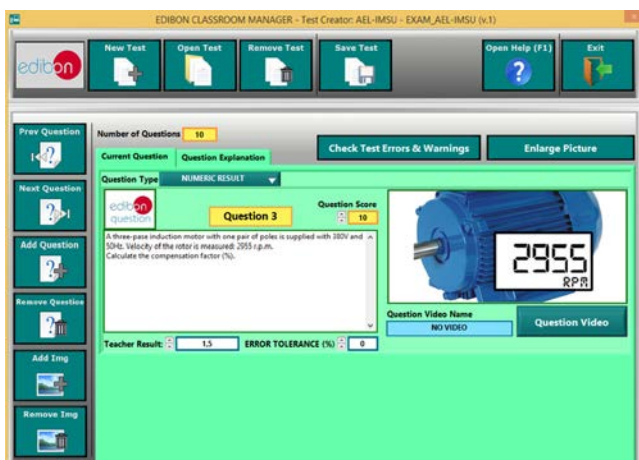 EDIBON CLASSROOM MANAGER - Test Creator: AEL-IMSU - EXAM_AEL-IMSU (v.1)
edibon
New Test
Open Test
Remove Test
Save Test
Open Help (F1)
Exit
Prev Question
Next Question
Add Question
Remove Question
Add Img
Remove Img
Number of Questions 10
Check Test Errors & Warnings
Enlarge Picture
Current Question
Question Explanation
Question Type NUMERIC RESULT
edibon
question
Question 3
Question Score
10
A three-pase induction motor with one pair of poles is supplied with 380V and
50Hz. Velocity of the rotor is measured: 2955 r.p.m.
Calculate the compensation factor (%).
2955
RPM
Question Video Name
NO VIDEO
Question Video
Teacher Result: 1,5 ERROR TOLERANCE (%) 0